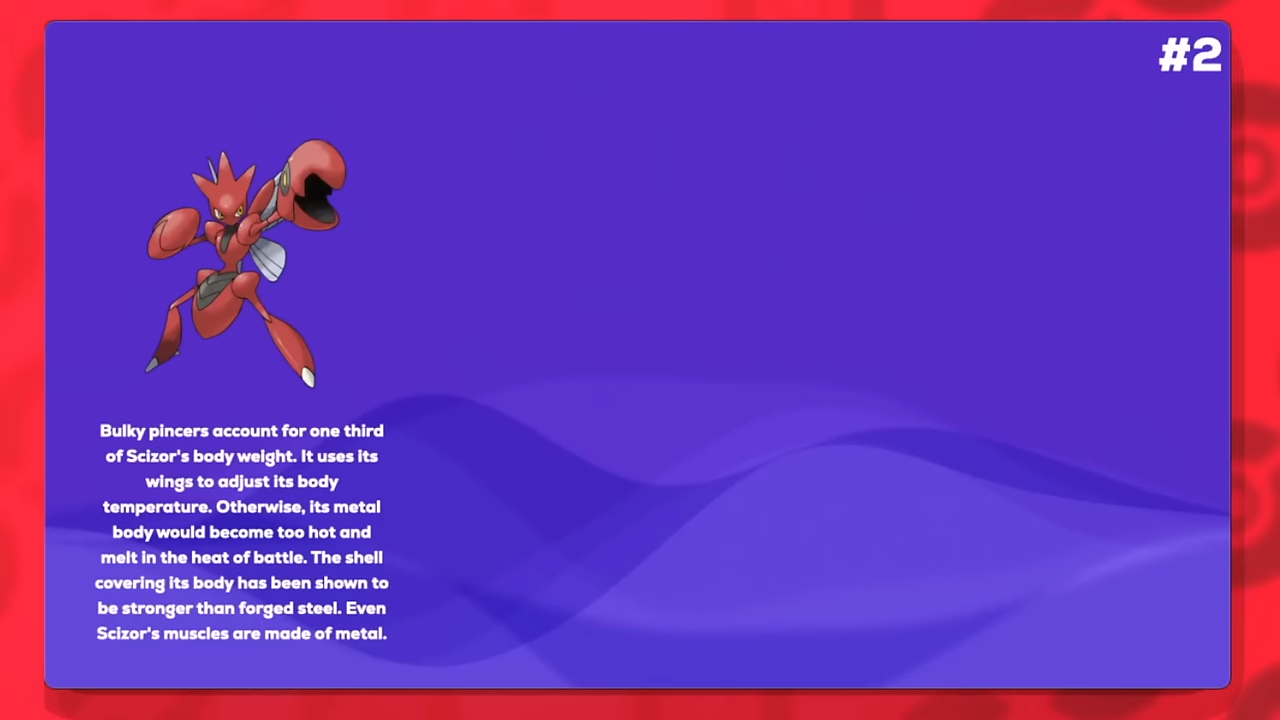 #2
Bulky pincers account for one third
of Scizor's body weight. It uses its
wings to adjust its body
temperature. Otherwise, its metal
body would become too hot and
melt in the heat of battle. The shell
covering its body has been shown to
be stronger than forged steel. Even
Scizor's muscles are made of metal.